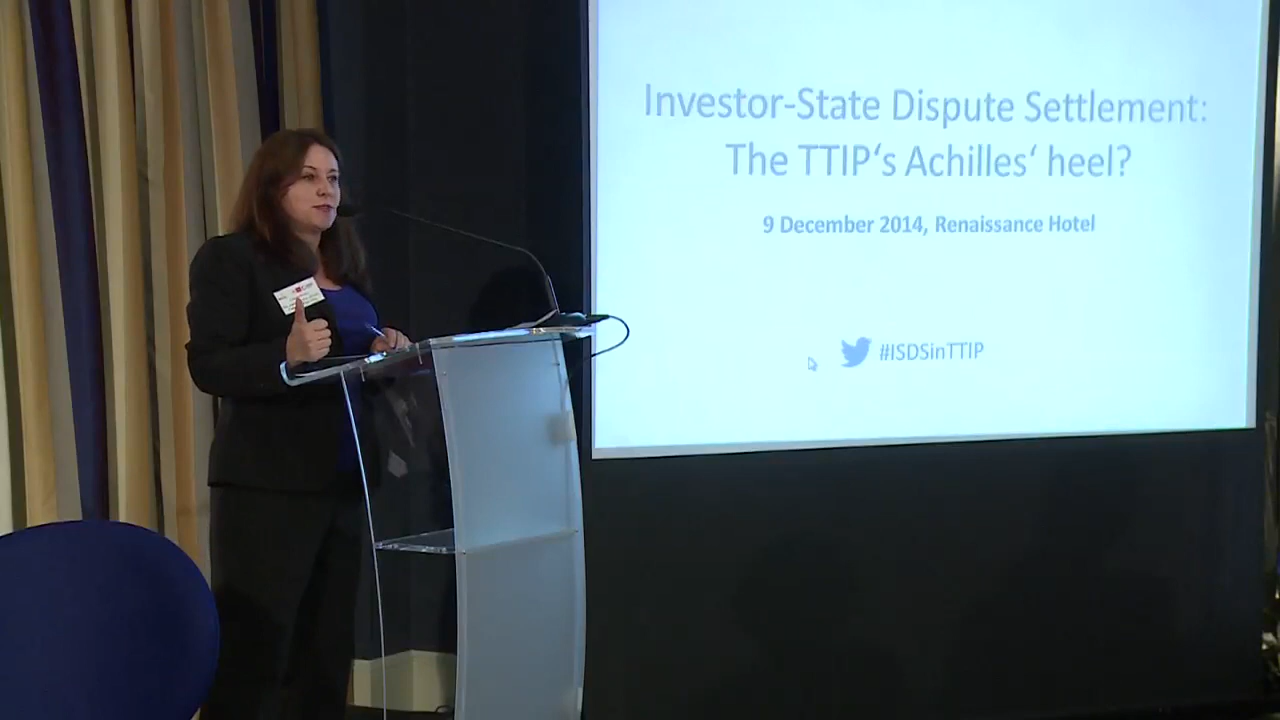 Investor-State Dispute Settlement:
The TTIP‘s Achilles‘ heel?
9 December 2014, Renaissance Hotel
#ISDSinTTIP